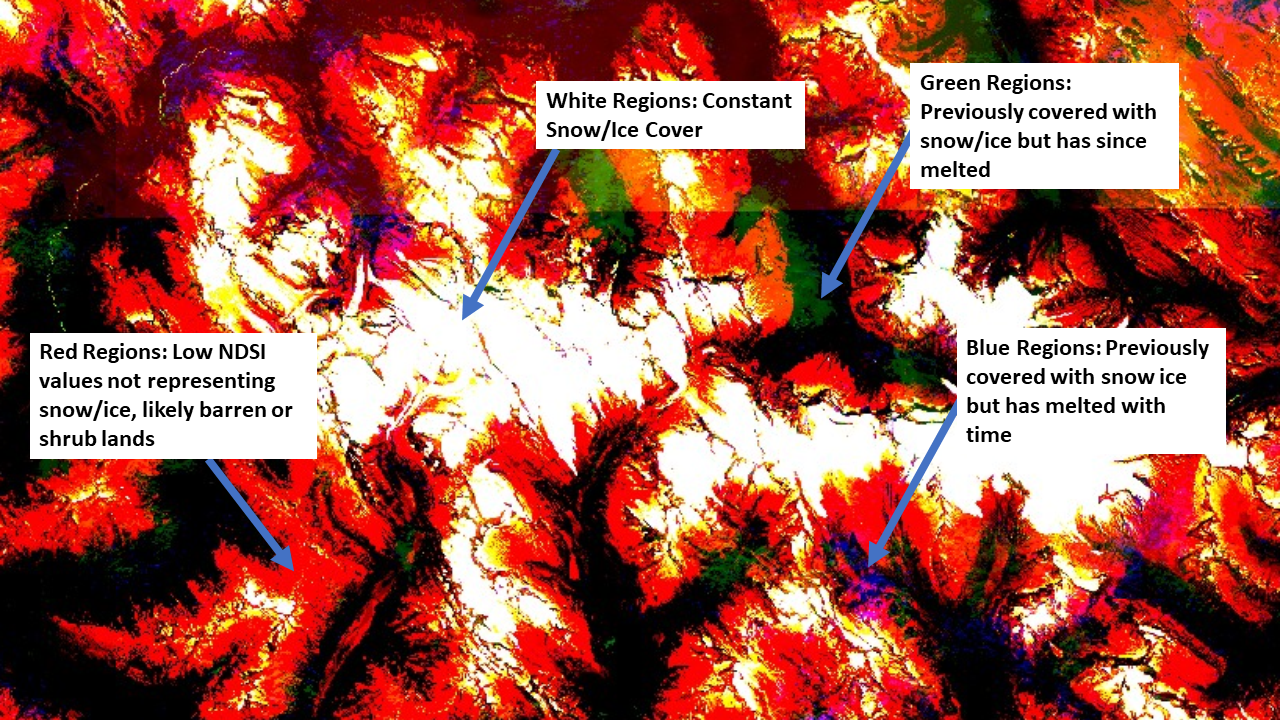 White Regions: Constant
Snow/Ice Cover
Green Regions:
Previously covered with
snow/ice but has since
melted
Red Regions: Low NDSI
values not representing
snow/ice, likely barren or
shrub lands
Blue Regions: Previously
covered with snow ice
but has melted with
time